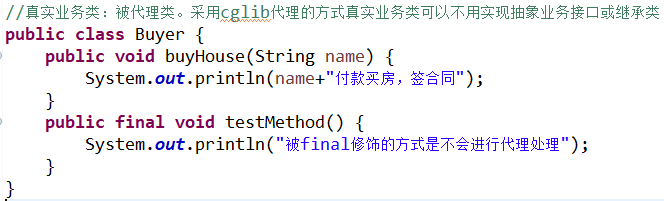 //真实业务类：被代理类。采用cglib代理的方式真实业务类可以不用实现抽象业务接口或继承类
public class Buyer {
public void buyHouse(String name) {
System.out.println(name+"付款买房，签合同");
}
public final void testMethod() {
System.out.println("被final修饰的方式是不会进行代理处理");
}
}